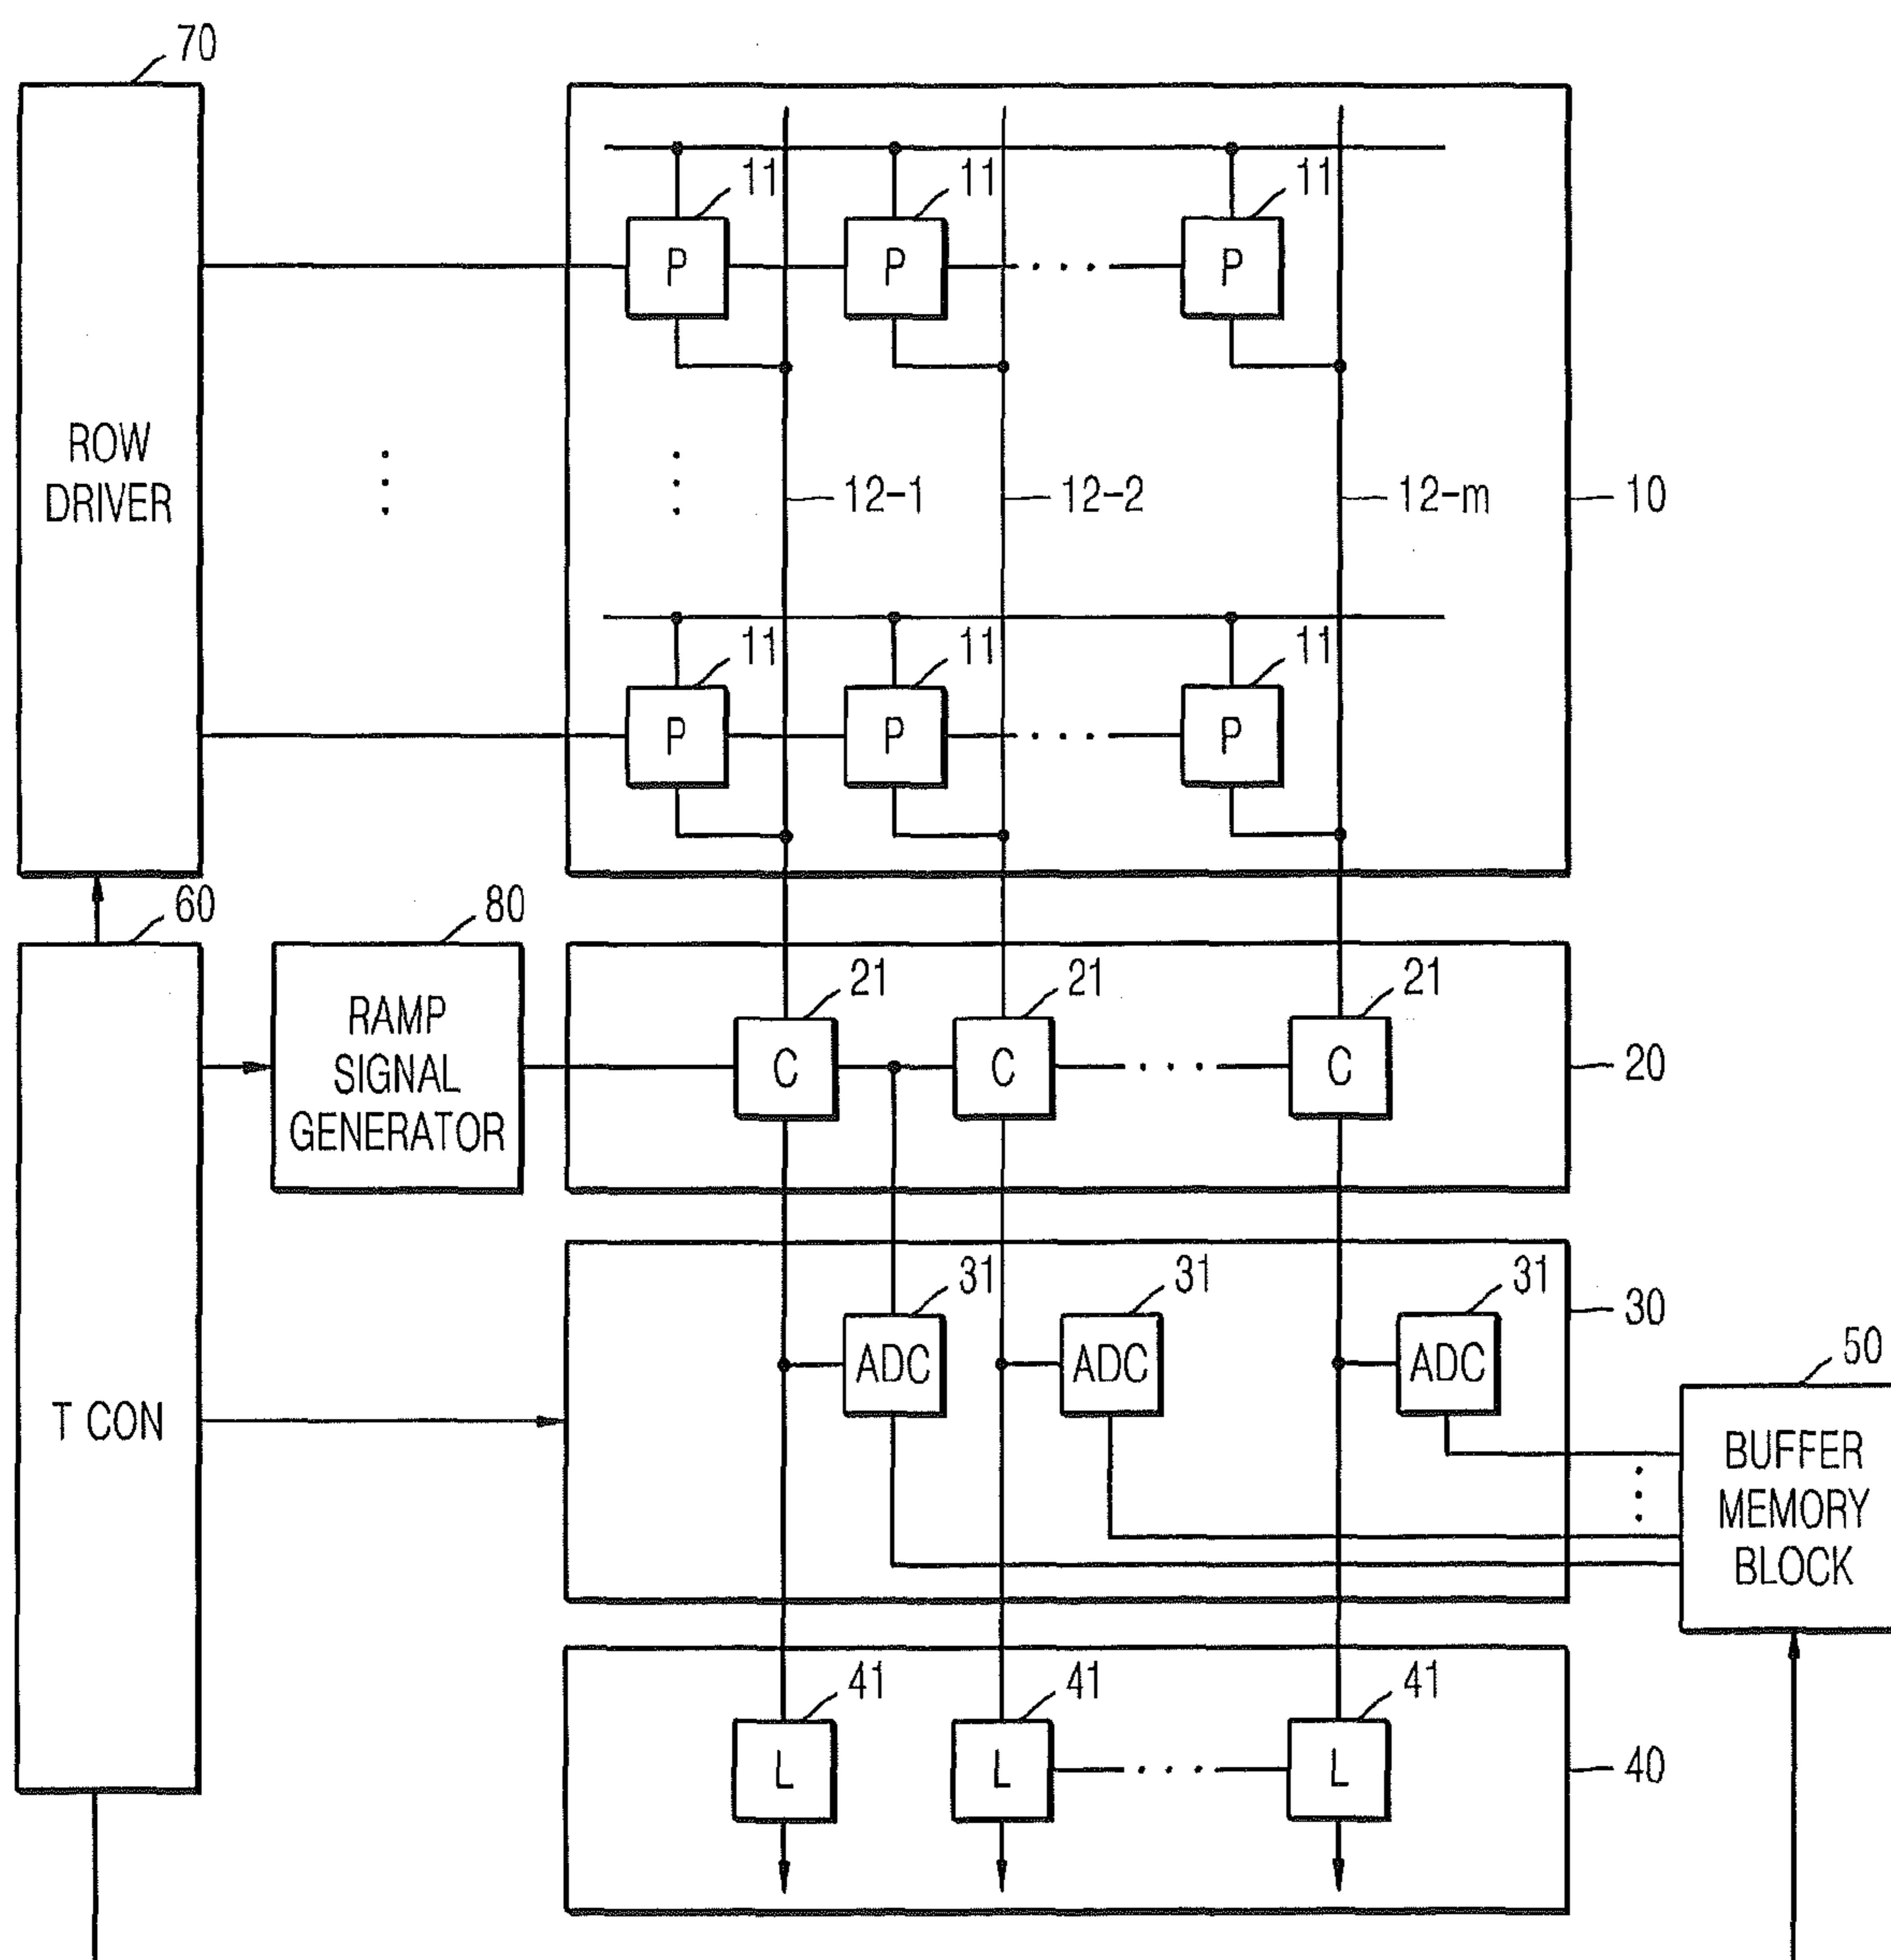 70
11 11 11
P P P
ROW
DRIVER
12-1 12-2 12-m 10
11 11 11
P P P
60 80
21 21 21
RAMP
SIGNAL
GENERATOR
C C C
20
31 31 31
30
ADC ADC ADC
50
T CON
BUFFER
MEMORY
BLOCK
41 41 41
L L L
40